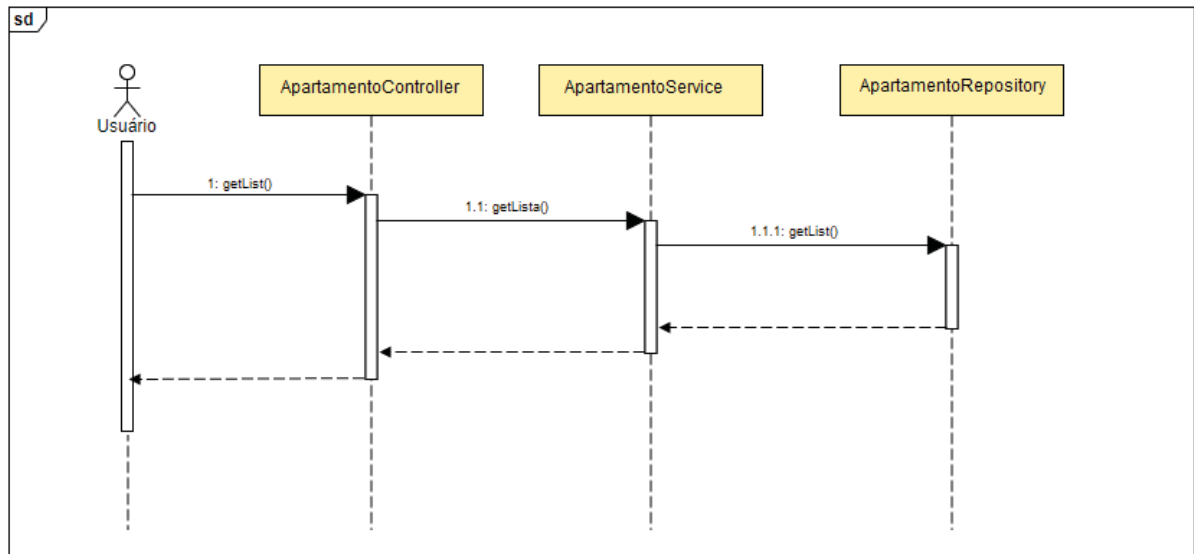 sd
ApartamentoController
ApartamentoService
ApartamentoRepository
Usuário
1: getList()
1.1: getLista()
1.1.1: getList()